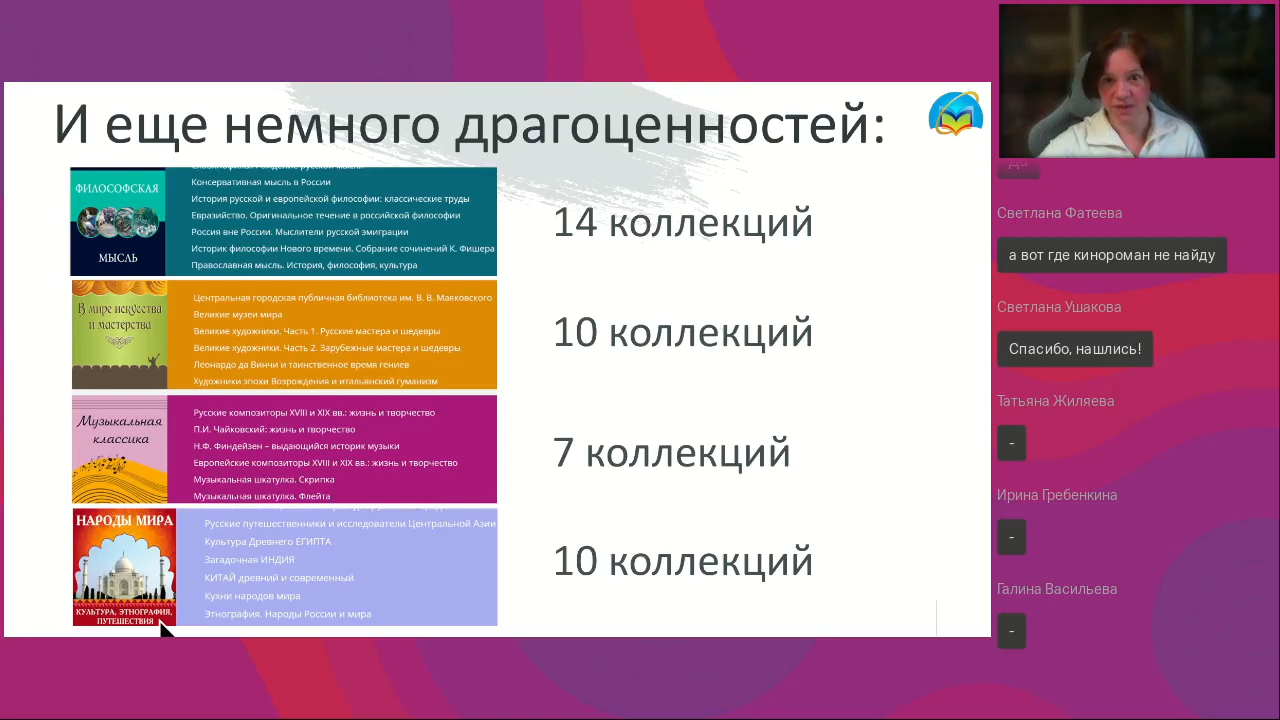 И еще немного драгоценностей:
ФИЛОСОФСКАЯ
МЫСЛЬ
Консервативная мысль в России
История русской и европейской философии: классические труды
Евразийство. Оригинальное течение в российской философии
Россия вне России. Мыслители русской эмиграции
Историк философии Нового времени. Собрание сочинений К. Фишера
Православная мысль. История, философия, культура
14 коллекций
В мире искусства
и мастерства
Центральная городская публичная библиотека им. В. В. Маяковского
Великие музеи мира
Великие художники. Часть 1. Русские мастера и шедевры
Великие художники. Часть 2. Зарубежные мастера и шедевры
Леонардо да Винчи и таинственное время гениев
Художники эпохи Возрождения и итальянский гуманизм
10 коллекций
Музыкальная
классика
Русские композиторы XVIII и XIX вв.: жизнь и творчество
П.И. Чайковский: жизнь и творчество
Н.Ф. Финдейзен – выдающийся историк музыки
Европейские композиторы XVIII и XIX вв.: жизнь и творчество
Музыкальная шкатулка. Скрипка
Музыкальная шкатулка. Флейта
7 коллекций
НАРОДЫ МИРА
КУЛЬТУРА, ЭТНОГРАФИЯ,
ПУТЕШЕСТВИЯ
Русские путешественники и исследователи Центральной Азии
Культура Древнего ЕГИПТА
Загадочная ИНДИЯ
КИТАЙ древний и современный
Кухни народов мира
Этнография. Народы России и мира
10 коллекций
Светлана Фатеева
а вот где кинороман не найду
Светлана Ушакова
Спасибо, нашлись!
Татьяна Жиляева
-
Ирина Гребенкина
-
Галина Васильева
-